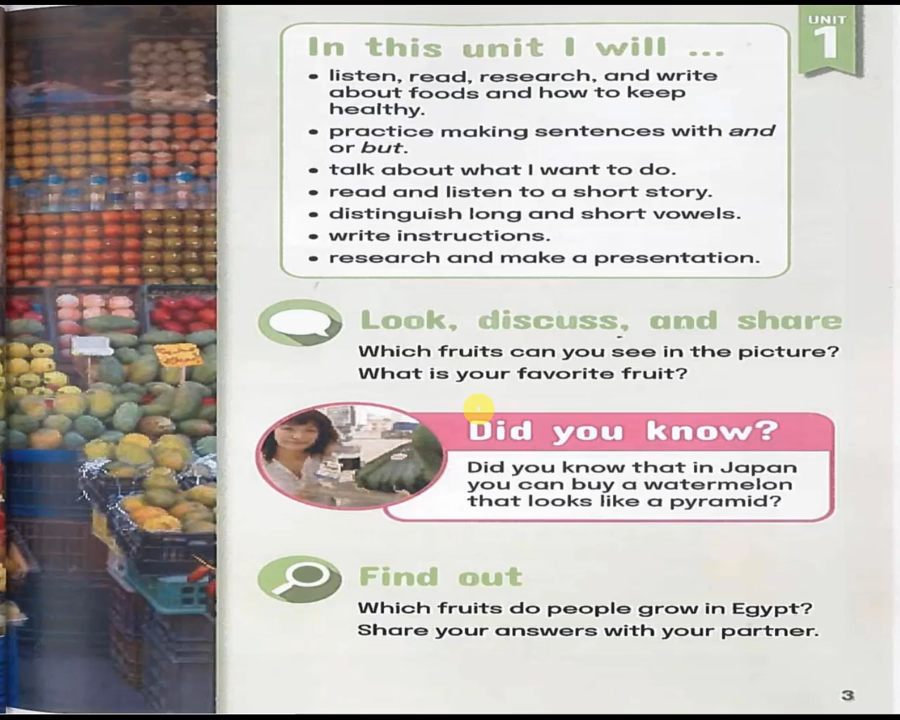 UNIT
1
In this unit I will ...
• listen, read, research, and write
about foods and how to keep
healthy.
• practice making sentences with and
or but.
• talk about what I want to do.
• read and listen to a short story.
• distinguish long and short vowels.
• write instructions.
• research and make a presentation.
Look, discuss, and share
Which fruits can you see in the picture?
What is your favorite fruit?
Did you know?
Did you know that in Japan
you can buy a watermelon
that looks like a pyramid?
Find out
Which fruits do people grow in Egypt?
Share your answers with your partner.
3